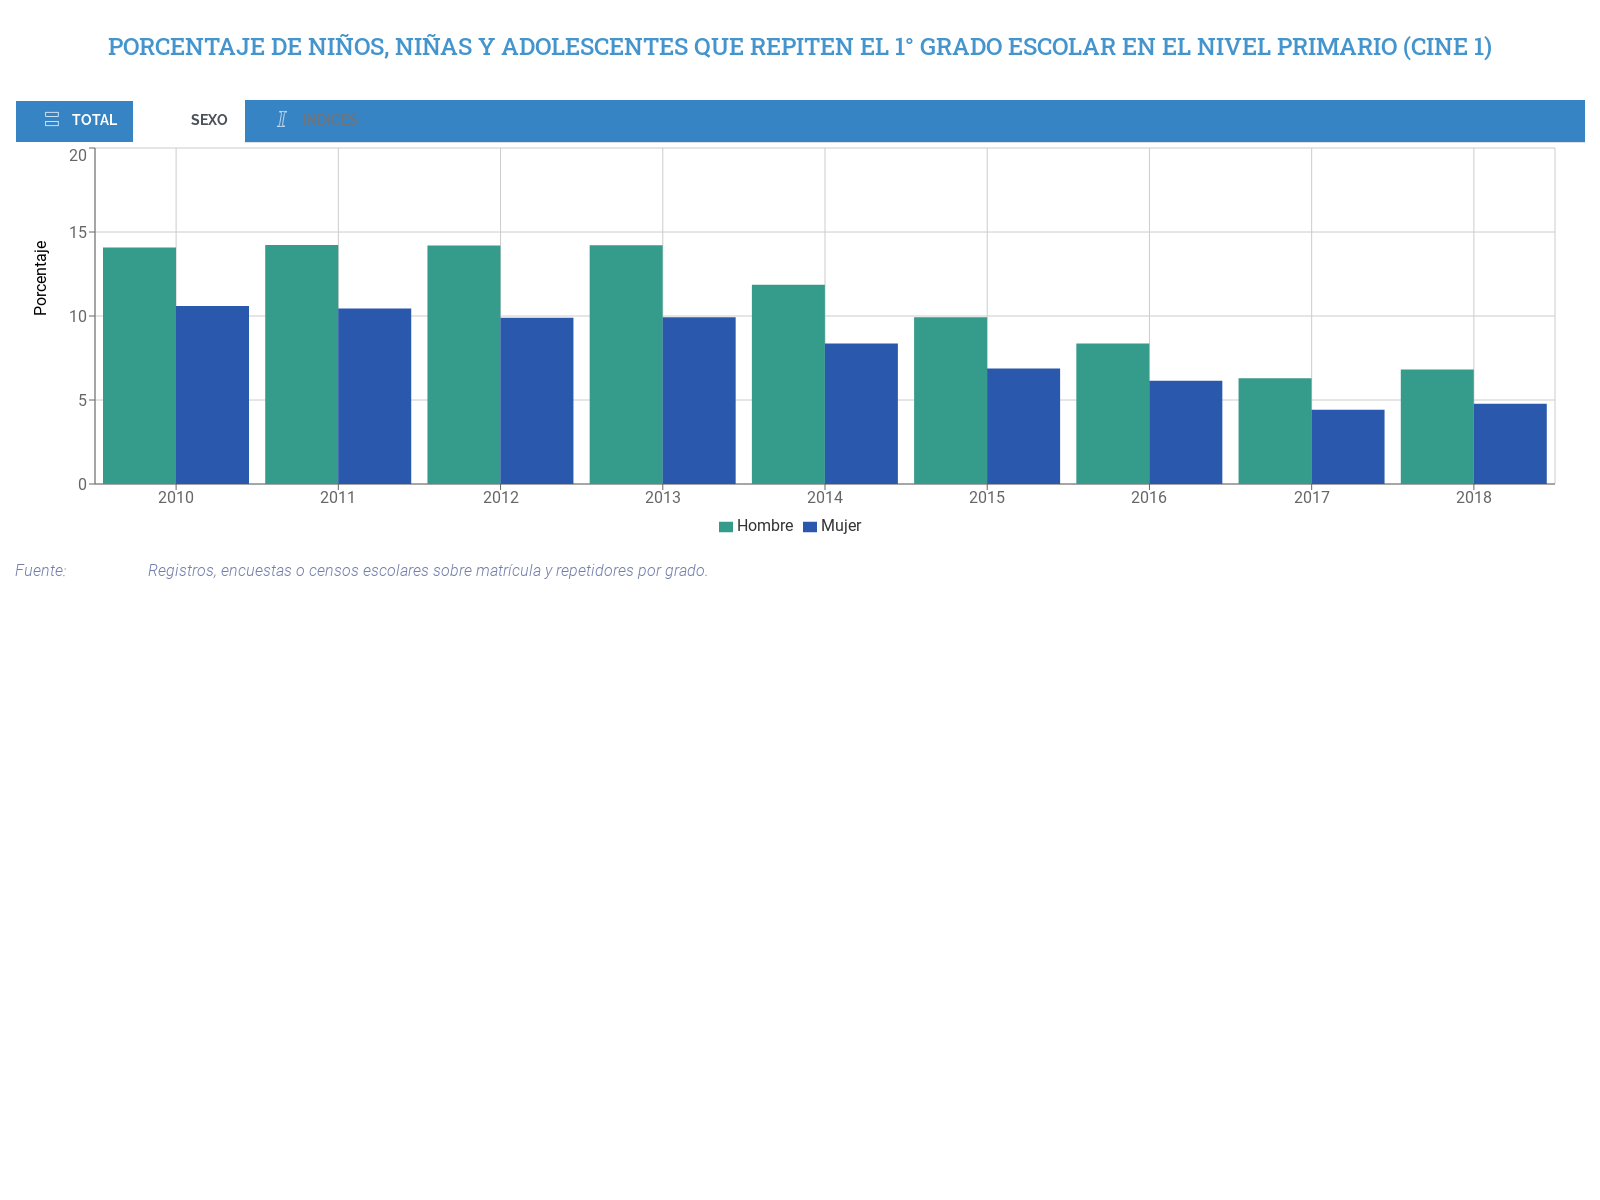 PORCENTAJE DE NIÑOS, NIÑAS Y ADOLESCENTES QUE REPITEN EL 1° GRADO ESCOLAR EN EL NIVEL PRIMARIO (CINE 1)
TOTAL SEXO INDICES
20
15
10
5
0
Porcentaje
2010 2011 2012 2013 2014 2015 2016 2017 2018
Hombre Mujer
Fuente: Registros, encuestas o censos escolares sobre matrícula y repetidores por grado.